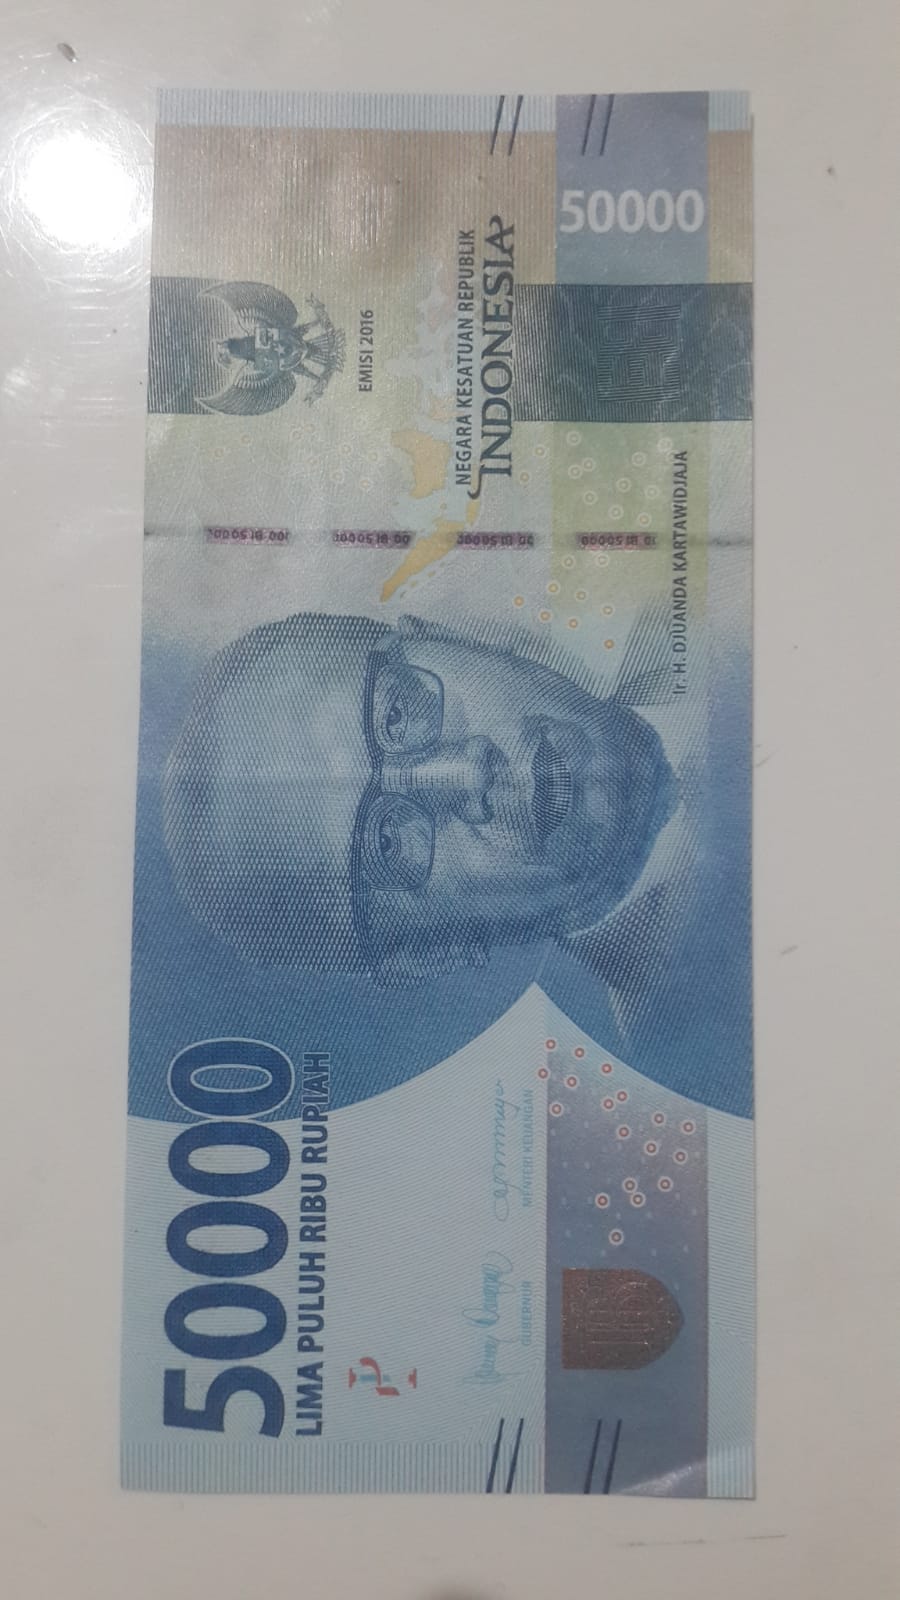 50000
LIMA PULUH RIBU RUPIAH
EMISI 2016
NEGARA KESATUAN REPUBLIK
INDONESIA
50000
GUBERNUR
MENTERI KEUANGAN
Ir. H. DJUANDA KARTAWIDJAJA